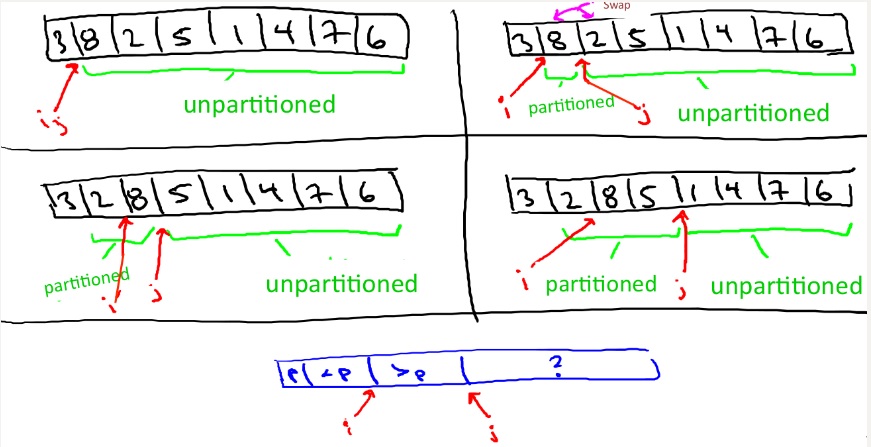 3|8|2|5|1|4|7|6
unpartitioned
i j
Swap
3|8|2|5|1|4|7|6
i
partitioned
j
unpartitioned
3|2|8|5|1|4|7|6
partitioned
i
j
unpartitioned
3|2|8|5|1|4|7|6
i
partitioned
j
unpartitioned
p|<p|>p|?
i
j